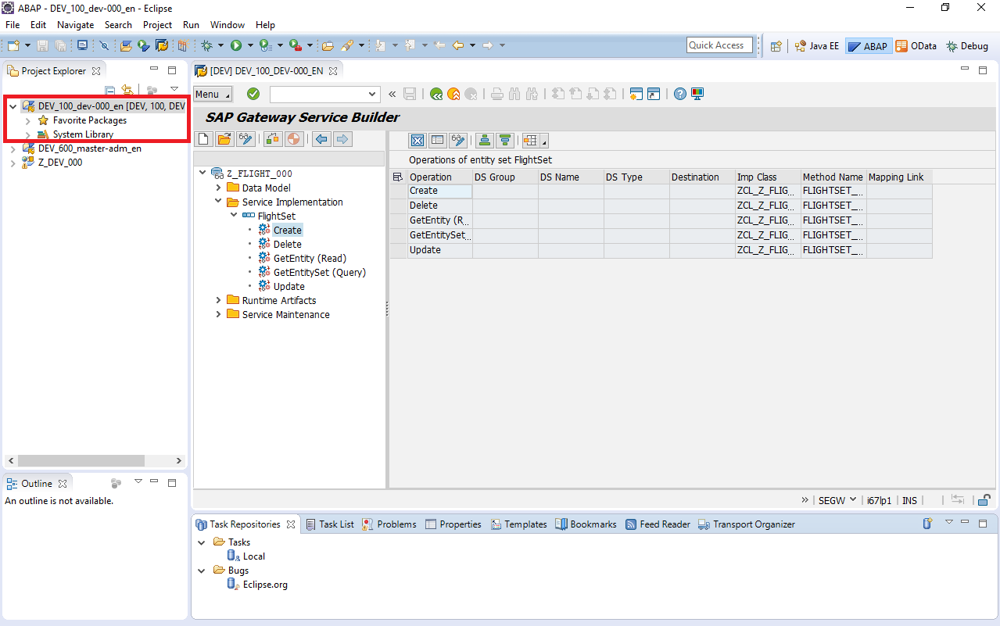 ABAP - DEV_100_dev-000_en - Eclipse
File Edit Navigate Search Project Run Window Help
Quick Access Java EE ABAP OData Debug
Project Explorer
DEV_100_dev-000_en [DEV, 100, DEV
Favorite Packages
System Library
DEV_600_master-adm_en
Z_DEV_000
[DEV] DEV_100_DEV-000_EN
Menu
SAP Gateway Service Builder
Z_FLIGHT_000
Data Model
Service Implementation
FlightSet
Create
Delete
GetEntity (Read)
GetEntitySet (Query)
Update
Runtime Artifacts
Service Maintenance
Operations of entity set FlightSet
Operation DS Group DS Name DS Type Destination Imp Class Method Name Mapping Link
Create ZCL_Z_FLIG... FLIGHTSET_...
Delete ZCL_Z_FLIG... FLIGHTSET_...
GetEntity (R... ZCL_Z_FLIG... FLIGHTSET_...
GetEntitySet... ZCL_Z_FLIG... FLIGHTSET_...
Update ZCL_Z_FLIG... FLIGHTSET_...
SEGW i67lp1 INS
Outline
An outline is not available.
Task Repositories Task List Problems Properties Templates Bookmarks Feed Reader Transport Organizer
Tasks
Local
Bugs
Eclipse.org